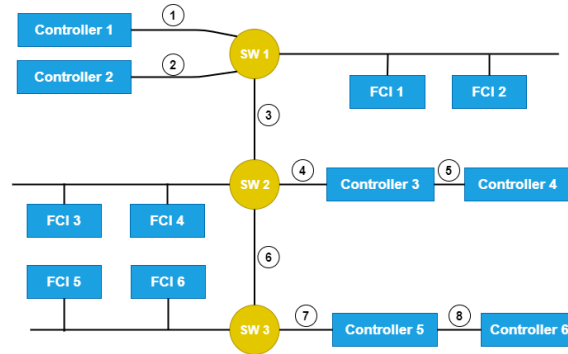 1
Controller 1
SW 1
2
Controller 2
FCI 1
FCI 2
3
4
5
SW 2
Controller 3
Controller 4
FCI 3
FCI 4
6
FCI 5
FCI 6
7
8
SW 3
Controller 5
Controller 6